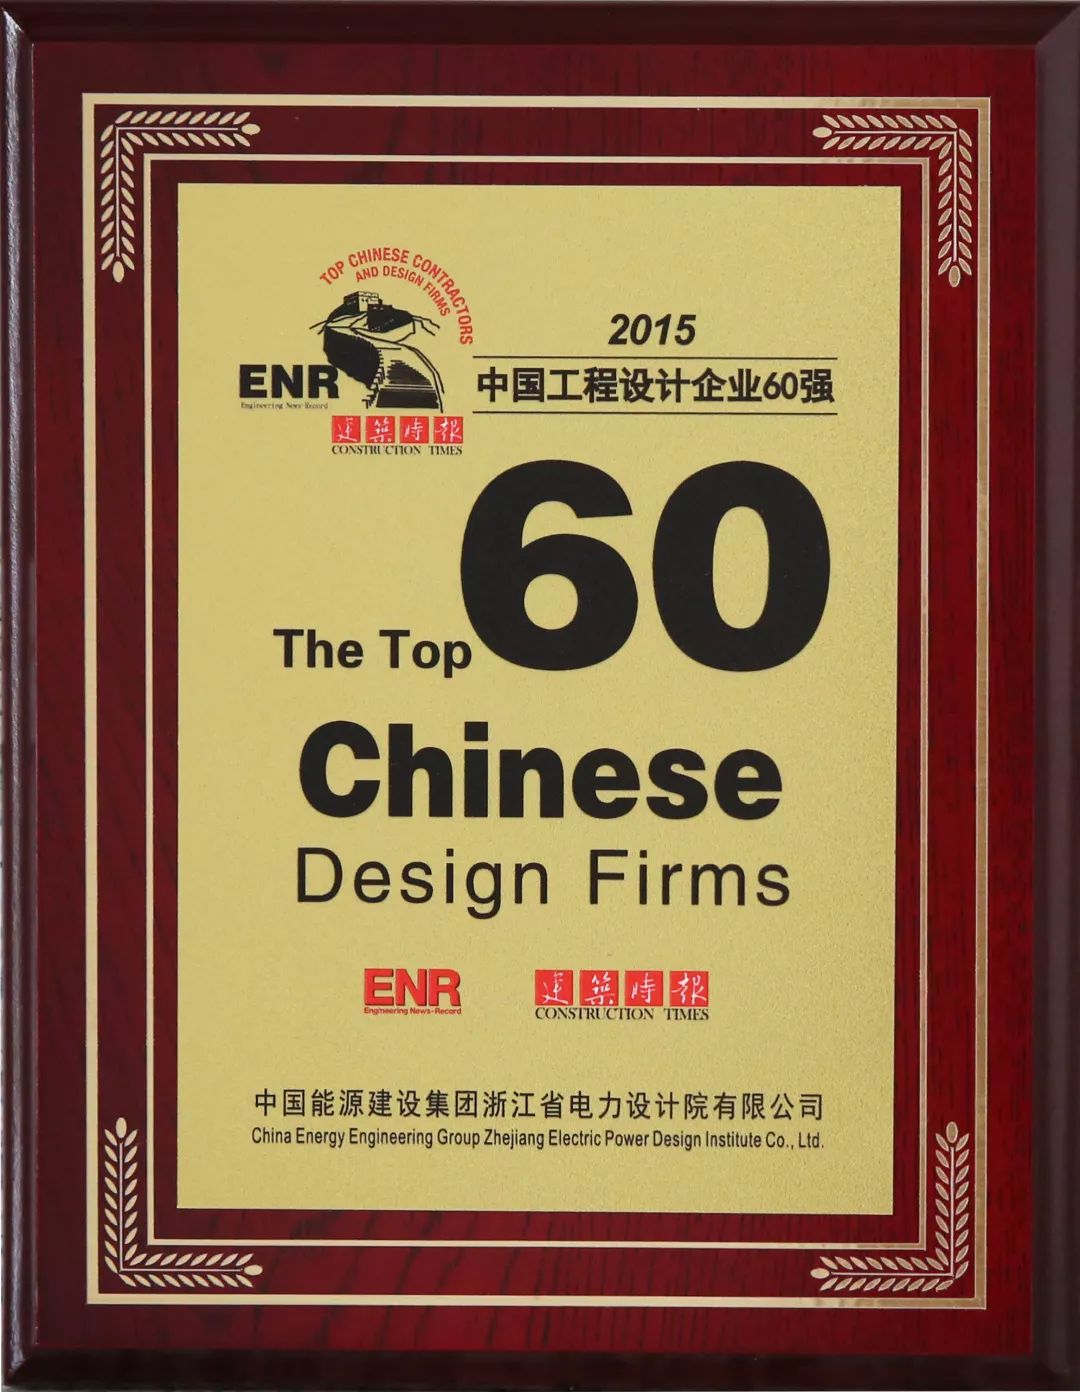 TOP CHINESE CONTRACTORS
AND DESIGN FIRMS
ENR
Engineering News-Record
建築時報
CONSTRUCTION TIMES
2015
中国工程设计企业60强
The Top 60
Chinese
Design Firms
ENR
Engineering News-Record
建築時報
CONSTRUCTION TIMES
中国能源建设集团浙江省电力设计院有限公司
China Energy Engineering Group Zhejiang Electric Power Design Institute Co., Ltd.